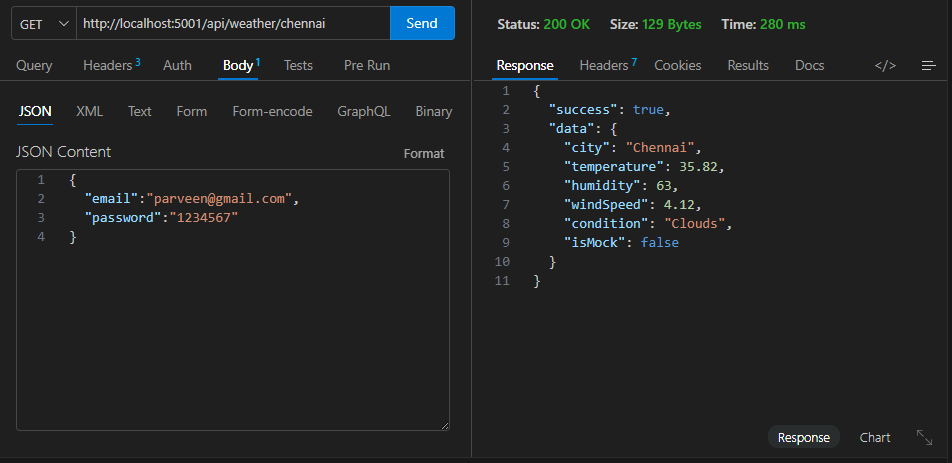 GET http://localhost:5001/api/weather/chennai Send
Query Headers 3 Auth Body 1 Tests Pre Run
JSON XML Text Form Form-encode GraphQL Binary
JSON Content Format
1 {
2 "email":"parveen@gmail.com",
3 "password":"1234567"
4 }
Status: 200 OK Size: 129 Bytes Time: 280 ms
Response Headers 7 Cookies Results Docs </>
1 {
2 "success": true,
3 "data": {
4 "city": "Chennai",
5 "temperature": 35.82,
6 "humidity": 63,
7 "windSpeed": 4.12,
8 "condition": "Clouds",
9 "isMock": false
10 }
11 }
Response Chart